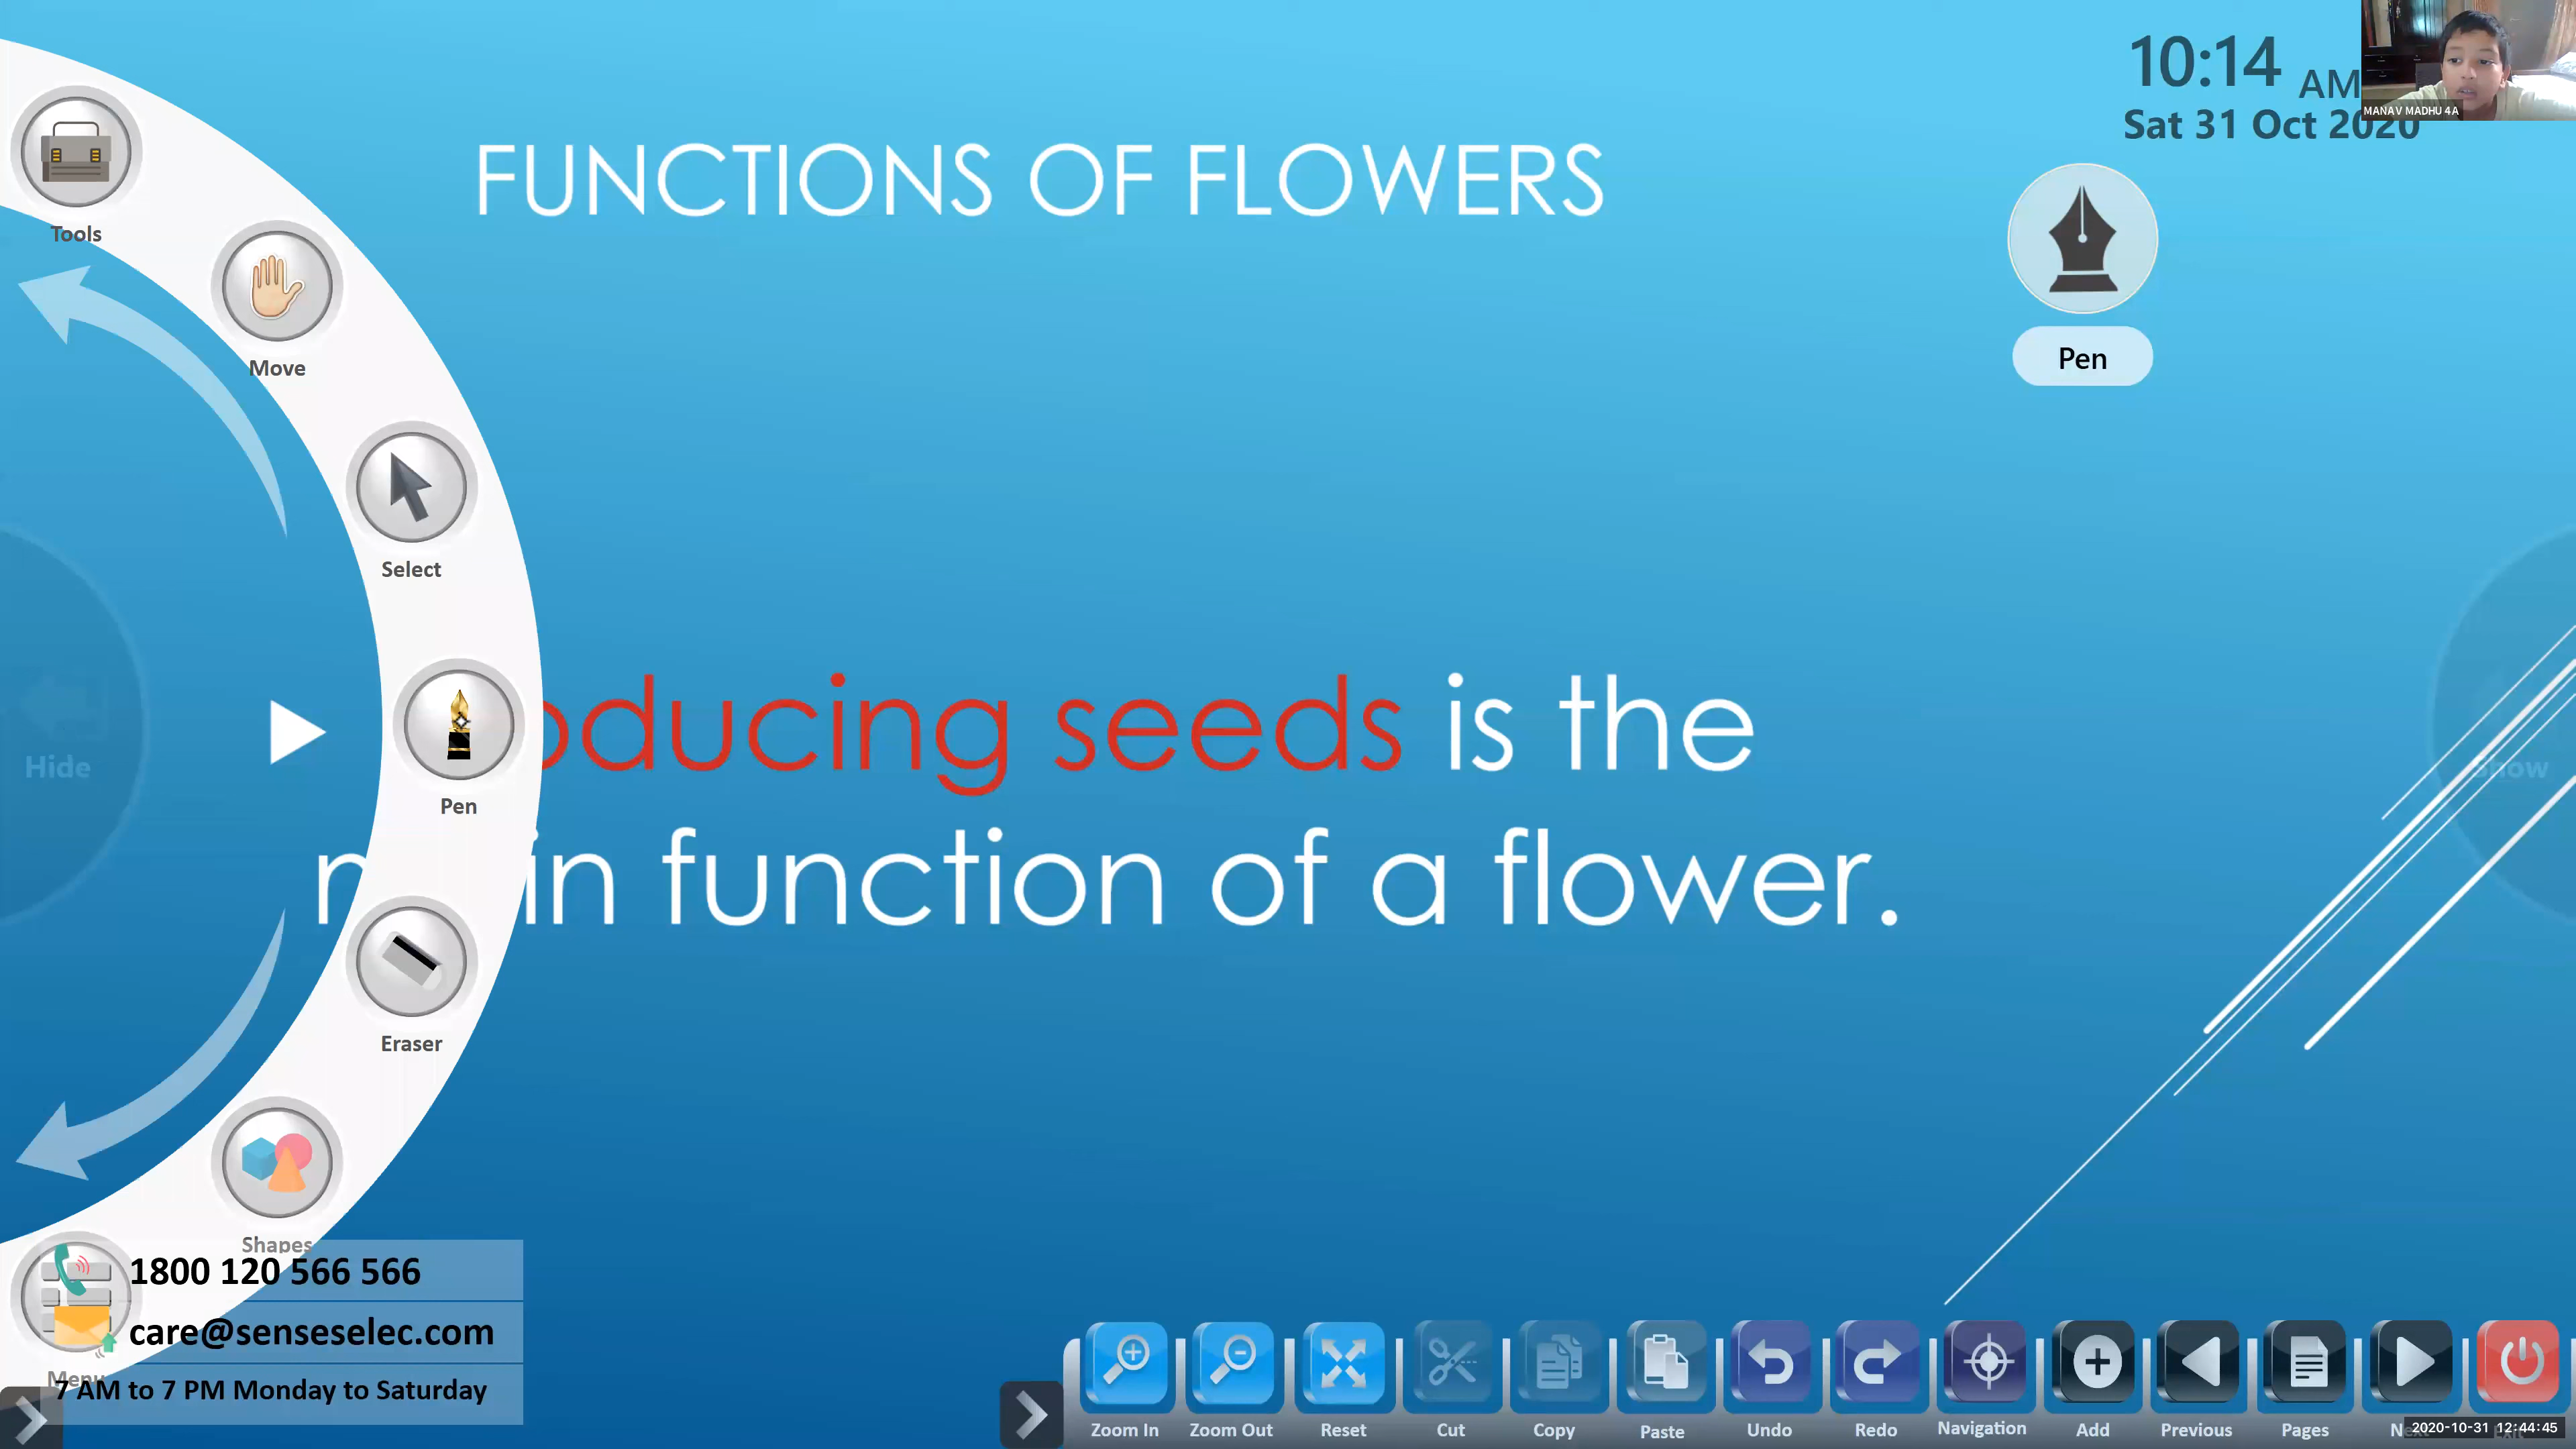 10:14 AM
MANAV MADHU 4A
Sat 31 Oct 2020
FUNCTIONS OF FLOWERS
Tools
Move
Pen
Select
oducing seeds is the
Hide
Show
Pen
in function of a flower.
Eraser
Shapes
1800 120 566 566
care@senseselec.com
Menu
7 AM to 7 PM Monday to Saturday
Zoom In
Zoom Out
Reset
Cut
Copy
Paste
Undo
Redo
Navigation
Add
Previous
Pages
2020-10-31 12:44:45